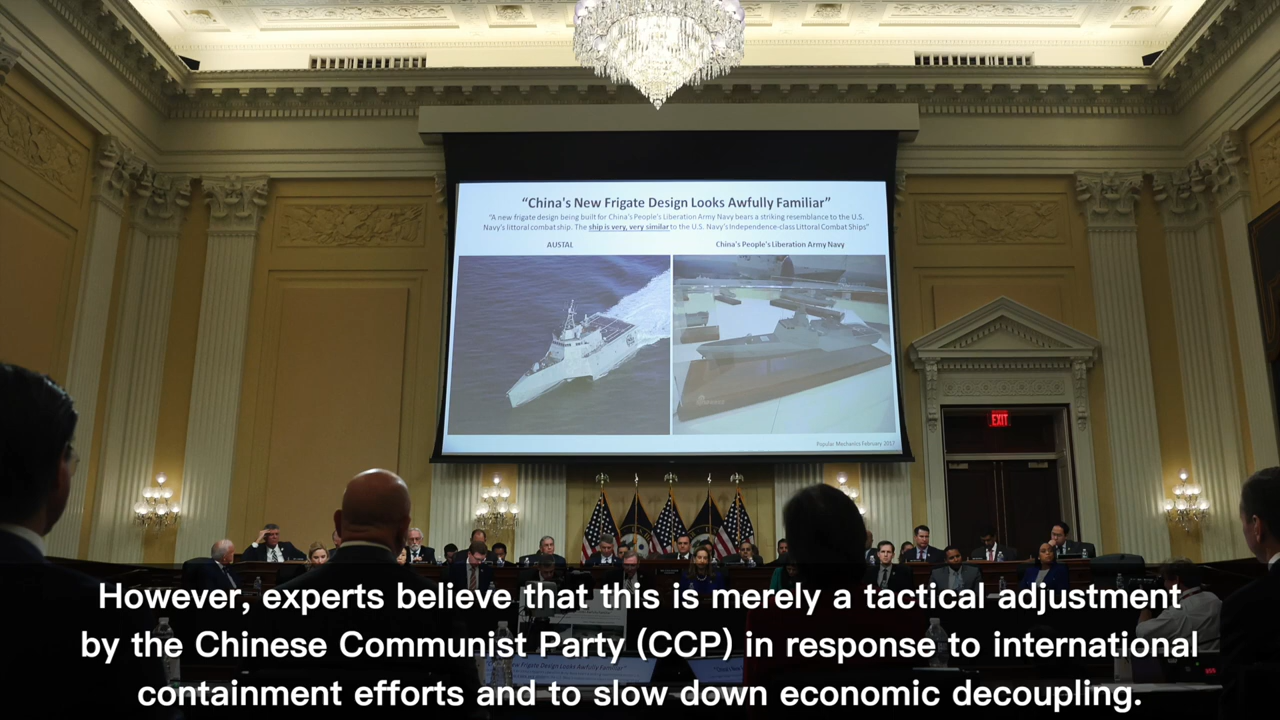 “China's New Frigate Design Looks Awfully Familiar”
“A new frigate design being built for China's People's Liberation Army Navy bears a striking resemblance to the U.S.
Navy's littoral combat ship. The ship is very, very similar to the U.S. Navy's Independence-class Littoral Combat Ships”
AUSTAL
China's People's Liberation Army Navy
Popular Mechanics February 2017
EXIT
However, experts believe that this is merely a tactical adjustment
by the Chinese Communist Party (CCP) in response to international
containment efforts and to slow down economic decoupling.